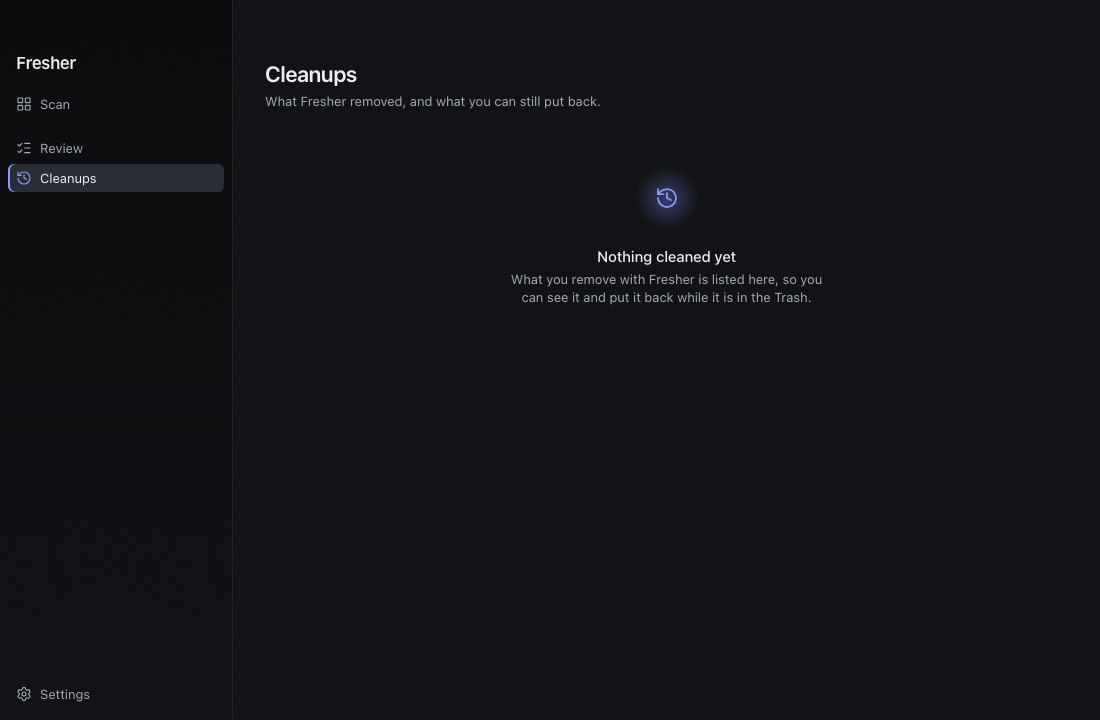 Fresher
Scan
Review
Cleanups
Settings
Cleanups
What Fresher removed, and what you can still put back.
Nothing cleaned yet
What you remove with Fresher is listed here, so you
can see it and put it back while it is in the Trash.